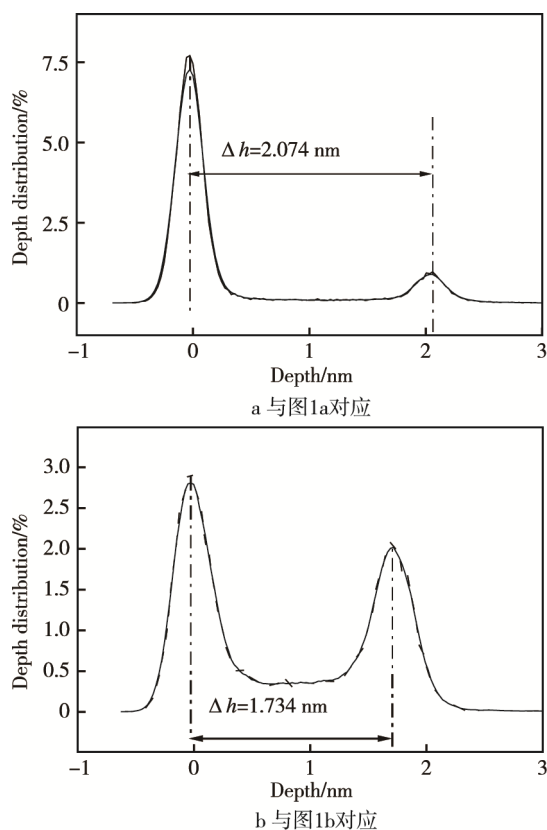 7.5
5.0
2.5
0
Depth distribution/%
Δh=2.074 nm
−1 0 1 2 3
Depth/nm
a 与图1a对应
3.0
2.5
2.0
1.5
1.0
0.5
0
Depth distribution/%
Δh=1.734 nm
−1 0 1 2 3
Depth/nm
b 与图1b对应